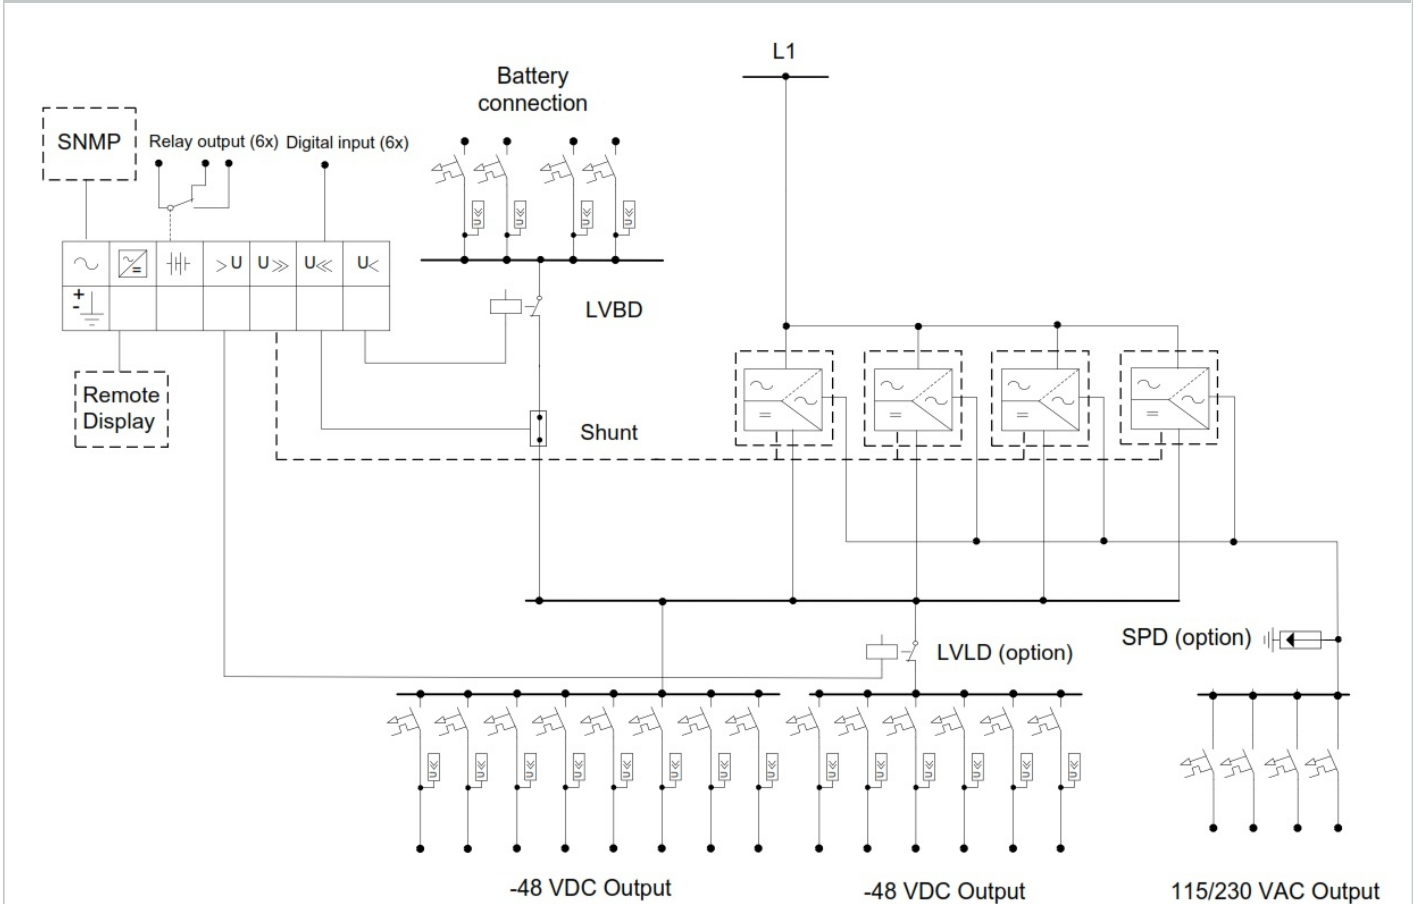 L1
Battery
connection
SNMP
Relay output (6x)
Digital input (6x)
U
U
U
U
U
>U
U>>
U<<
U<
+
-
LVBD
Remote
Display
Shunt
SPD (option)
LVLD (option)
U
U
U
U
U
U
U
U
U
U
U
U
U
U
-48 VDC Output
-48 VDC Output
115/230 VAC Output